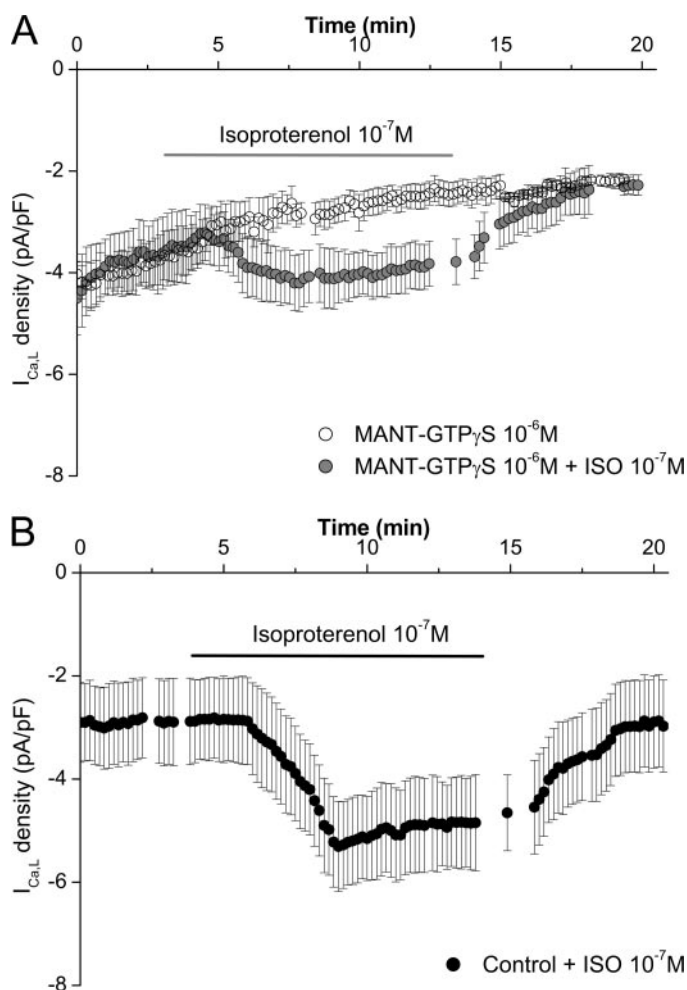 A
Time (min)
0 5 10 15 20
0
Isoproterenol 10⁻⁷M
-2
-4
-6
-8
I_Ca,L density (pA/pF)
MANT-GTPγS 10⁻⁶M
MANT-GTPγS 10⁻⁶M + ISO 10⁻⁷M
B
Time (min)
0 5 10 15 20
0
Isoproterenol 10⁻⁷M
-2
-4
-6
-8
I_Ca,L density (pA/pF)
Control + ISO 10⁻⁷M